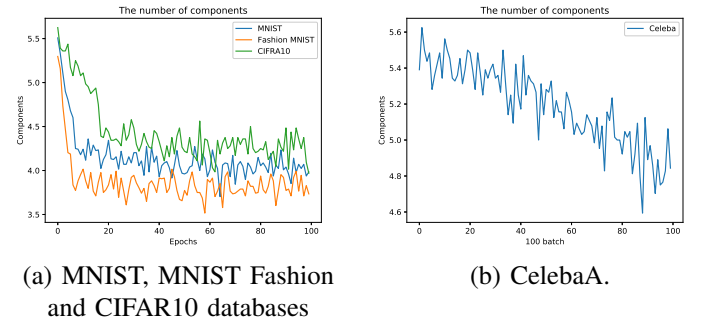 The number of components
MNIST
Fashion MNIST
CIFRA10
5.5
5.0
4.5
4.0
3.5
Components
0 20 40 60 80 100
Epochs
(a) MNIST, MNIST Fashion
and CIFAR10 databases
The number of components
Celeba
5.6
5.4
5.2
5.0
4.8
4.6
Components
0 20 40 60 80 100
100 batch
(b) CelebaA.